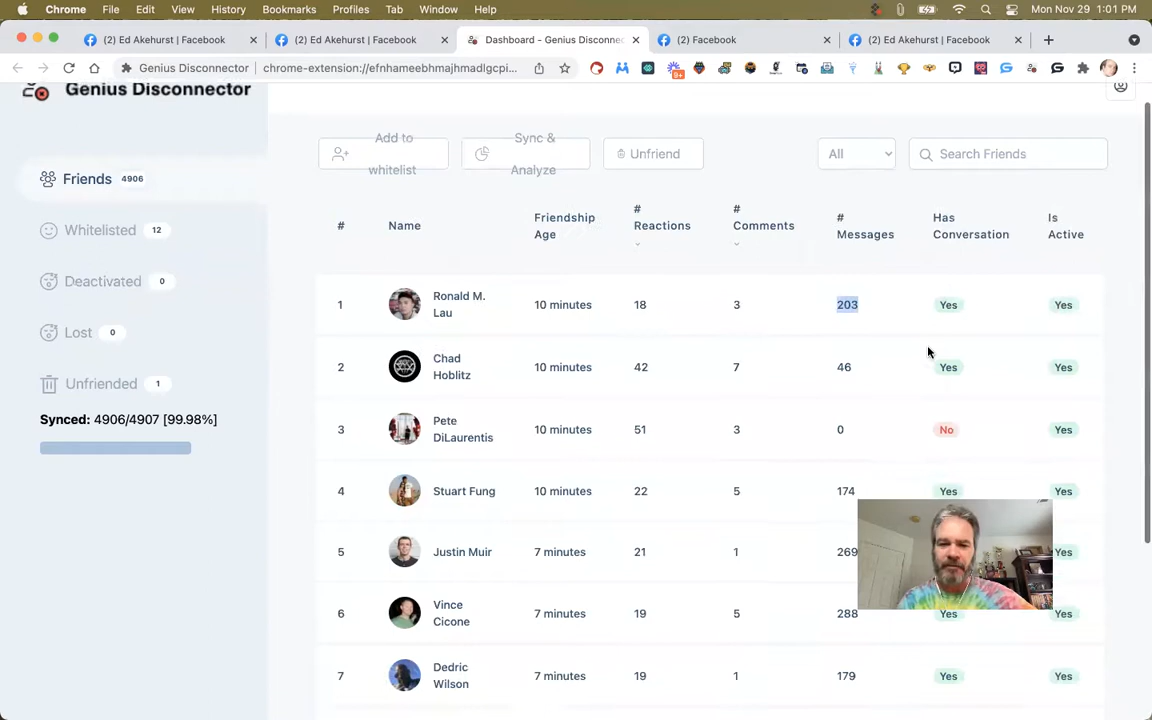 Chrome File Edit View History Bookmarks Profiles Tab Window Help Mon Nov 29 1:01 PM
(2) Ed Akehurst | Facebook (2) Ed Akehurst | Facebook Dashboard - Genius Disconnec (2) Facebook (2) Ed Akehurst | Facebook
Genius Disconnector chrome-extension://efnhameebhmajhmadlgcpi... 9+
Genius Disconnector
Friends 4906
Whitelisted 12
Deactivated 0
Lost 0
Unfriended 1
Synced: 4906/4907 [99.98%]
Add to whitelist
Sync & Analyze
Unfriend
All
Search Friends
# Name Friendship Age # Reactions # Comments # Messages Has Conversation Is Active
1 Ronald M. Lau 10 minutes 18 3 203 Yes Yes
2 Chad Hoblitz 10 minutes 42 7 46 Yes Yes
3 Pete DiLaurentis 10 minutes 51 3 0 No Yes
4 Stuart Fung 10 minutes 22 5 174 Yes Yes
5 Justin Muir 7 minutes 21 1 269 Yes
6 Vince Cicone 7 minutes 19 5 288 Yes Yes
7 Dedric Wilson 7 minutes 19 1 179 Yes Yes